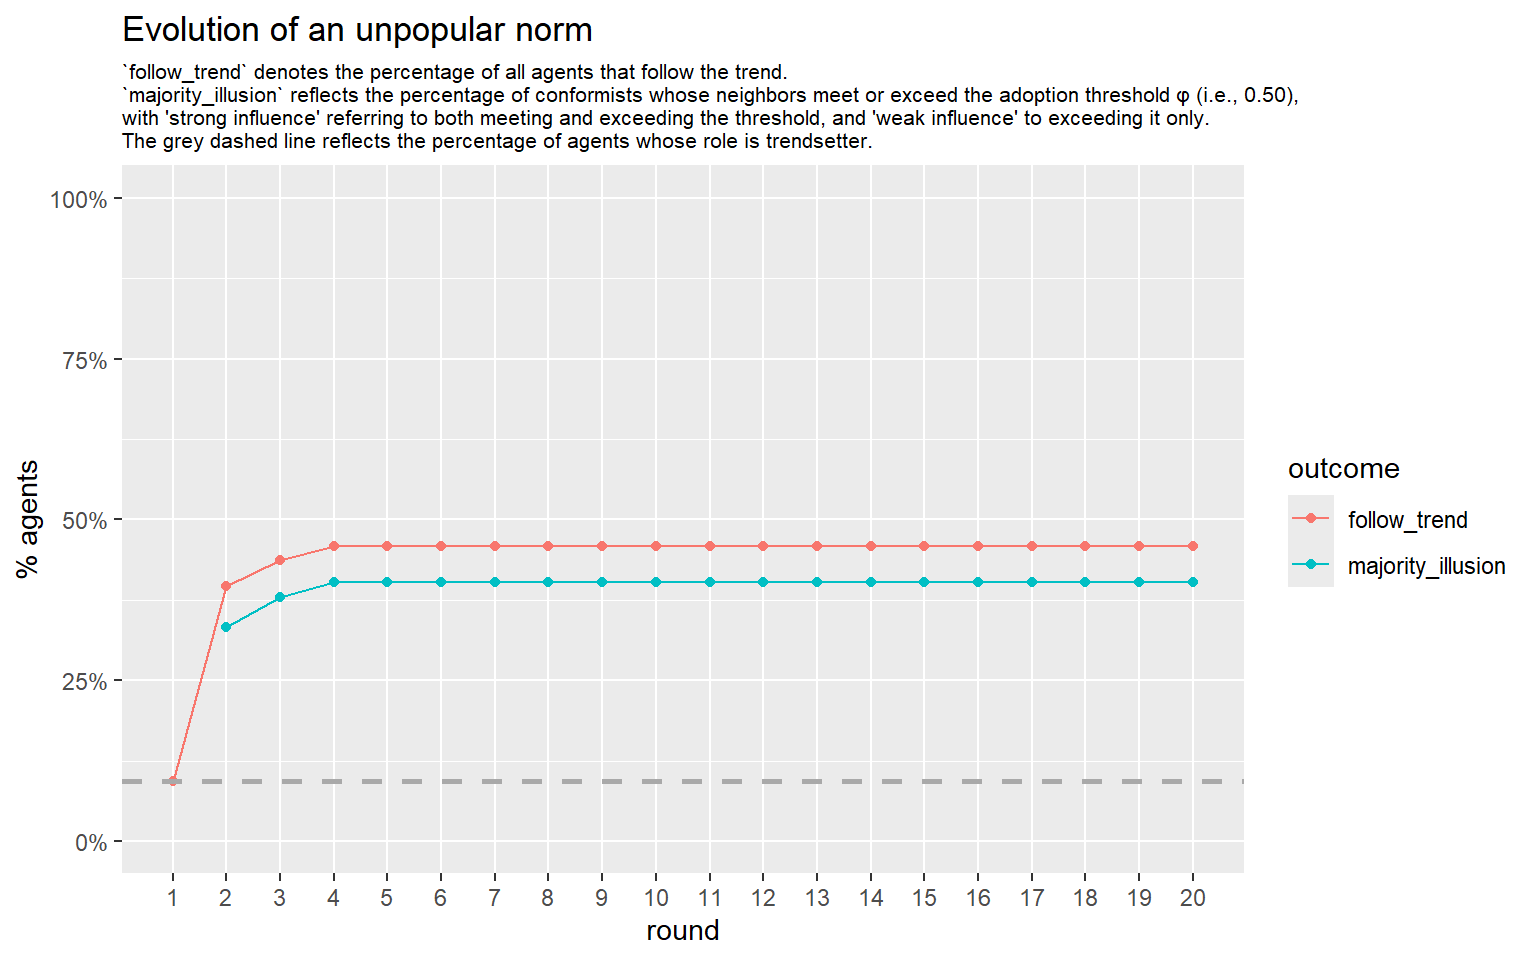 Evolution of an unpopular norm
`follow_trend` denotes the percentage of all agents that follow the trend.
`majority_illusion` reflects the percentage of conformists whose neighbors meet or exceed the adoption threshold φ (i.e., 0.50),
with 'strong influence' referring to both meeting and exceeding the threshold, and 'weak influence' to exceeding it only.
The grey dashed line reflects the percentage of agents whose role is trendsetter.
100%
75%
50%
25%
0%
% agents
1 2 3 4 5 6 7 8 9 10 11 12 13 14 15 16 17 18 19 20
round
outcome
follow_trend
majority_illusion